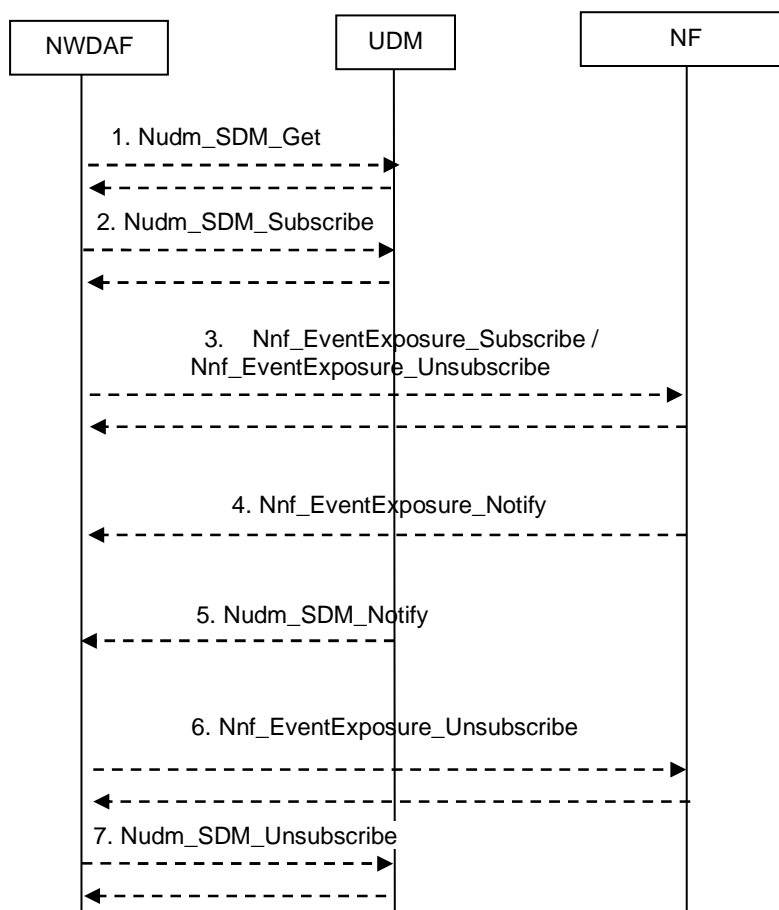 NWDAF
UDM
NF
1. Nudm_SDM_Get
2. Nudm_SDM_Subscribe
3. Nnf_EventExposure_Subscribe /
Nnf_EventExposure_Unsubscribe
4. Nnf_EventExposure_Notify
5. Nudm_SDM_Notify
6. Nnf_EventExposure_Unsubscribe
7. Nudm_SDM_Unsubscribe